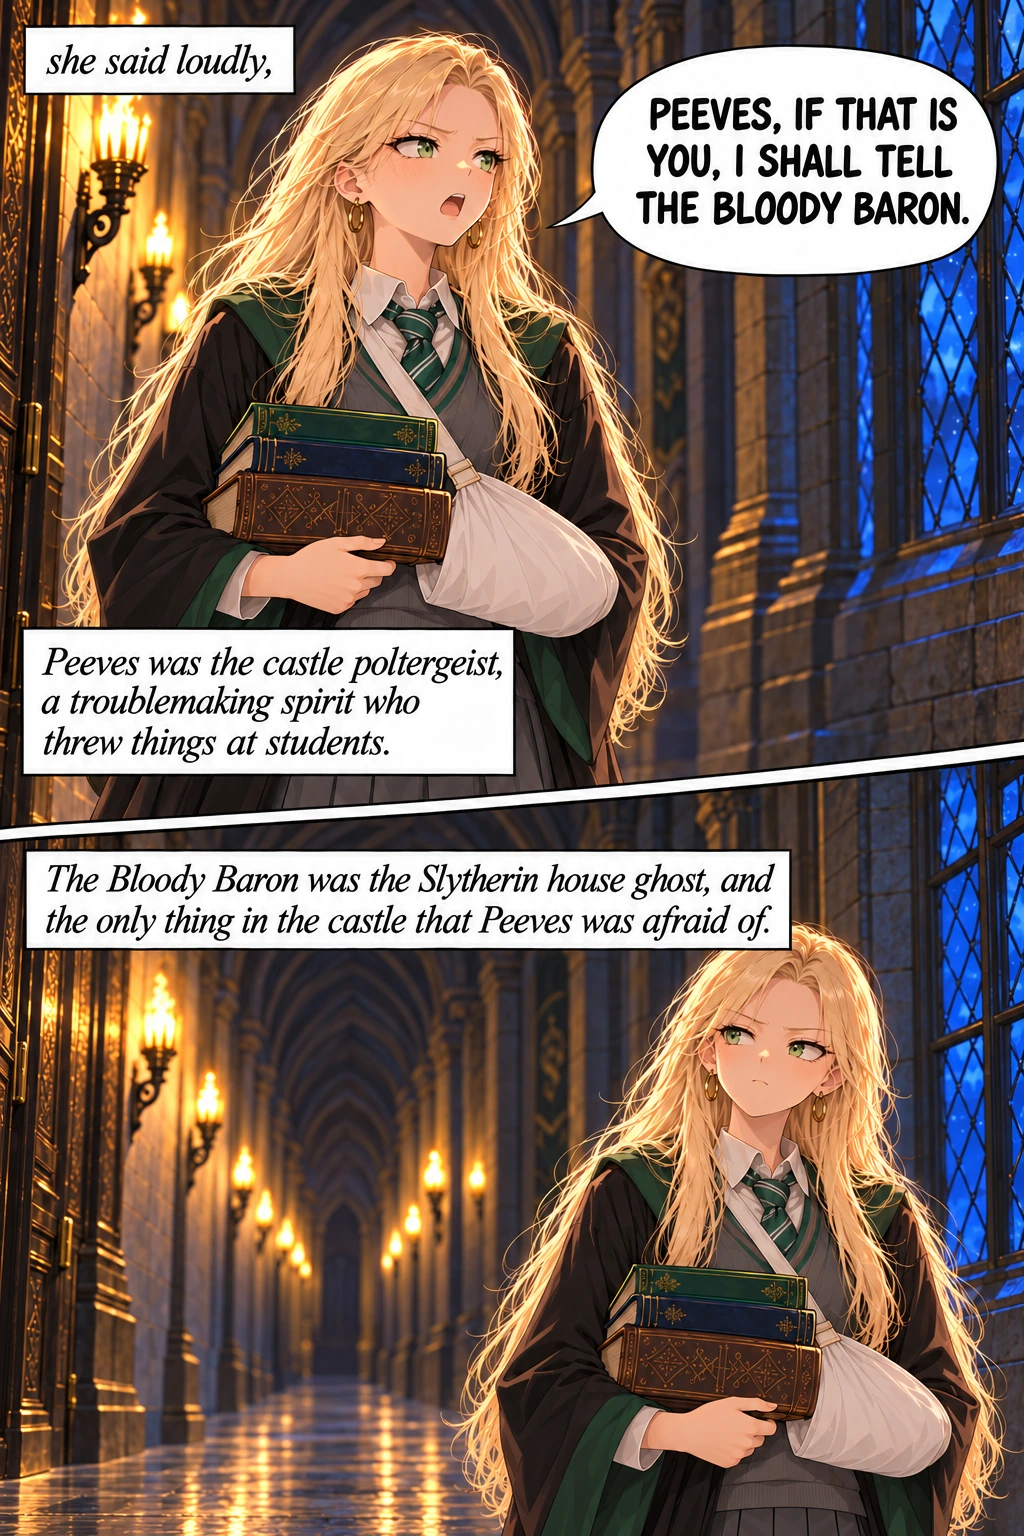 she said loudly,
PEEVES, IF THAT IS
YOU, I SHALL TELL
THE BLOODY BARON.
Peeves was the castle poltergeist,
a troublemaking spirit who
threw things at students.
The Bloody Baron was the Slytherin house ghost, and
the only thing in the castle that Peeves was afraid of.